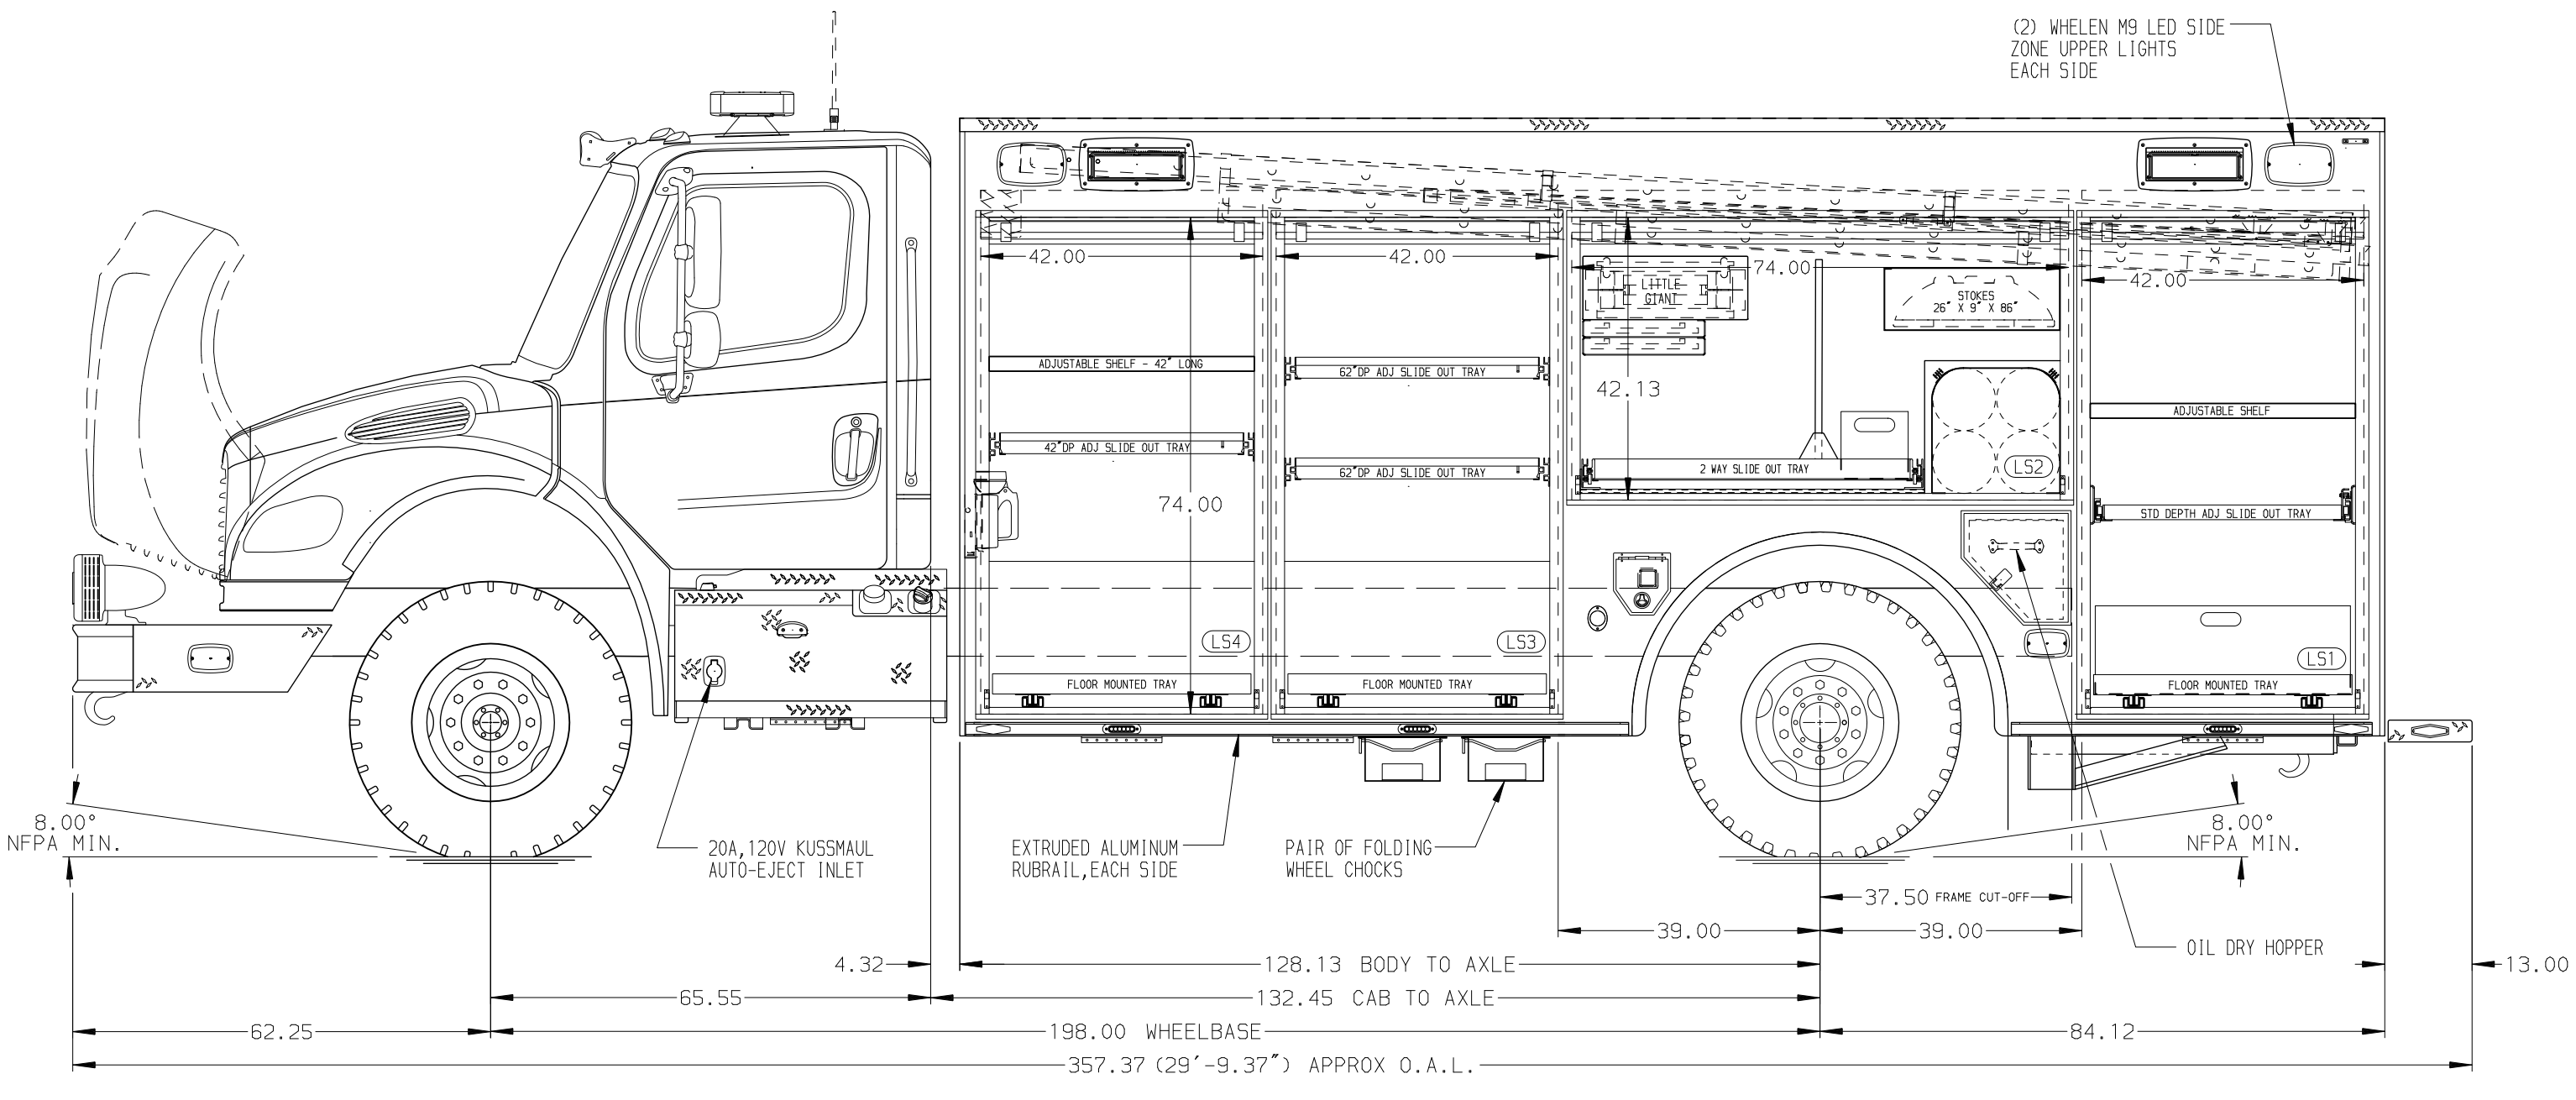 (2) WHELEN M9 LED SIDE
ZONE UPPER LIGHTS
EACH SIDE
42.00
42.00
74.00
42.00
LITTLE
GIANT
STOKES
26" X 9" X 86"
ADJUSTABLE SHELF - 42" LONG
62"DP ADJ SLIDE OUT TRAY
42.13
ADJUSTABLE SHELF
42"DP ADJ SLIDE OUT TRAY
62"DP ADJ SLIDE OUT TRAY
2 WAY SLIDE OUT TRAY
LS2
74.00
STD DEPTH ADJ SLIDE OUT TRAY
LS4
LS3
LS1
FLOOR MOUNTED TRAY
FLOOR MOUNTED TRAY
FLOOR MOUNTED TRAY
8.00°
NFPA MIN.
20A,120V KUSSMAUL
AUTO-EJECT INLET
EXTRUDED ALUMINUM
RUBRAIL,EACH SIDE
PAIR OF FOLDING
WHEEL CHOCKS
8.00°
NFPA MIN.
37.50 FRAME CUT-OFF
39.00
39.00
OIL DRY HOPPER
4.32
128.13 BODY TO AXLE
13.00
65.55
132.45 CAB TO AXLE
62.25
198.00 WHEELBASE
84.12
357.37 (29'-9.37") APPROX O.A.L.